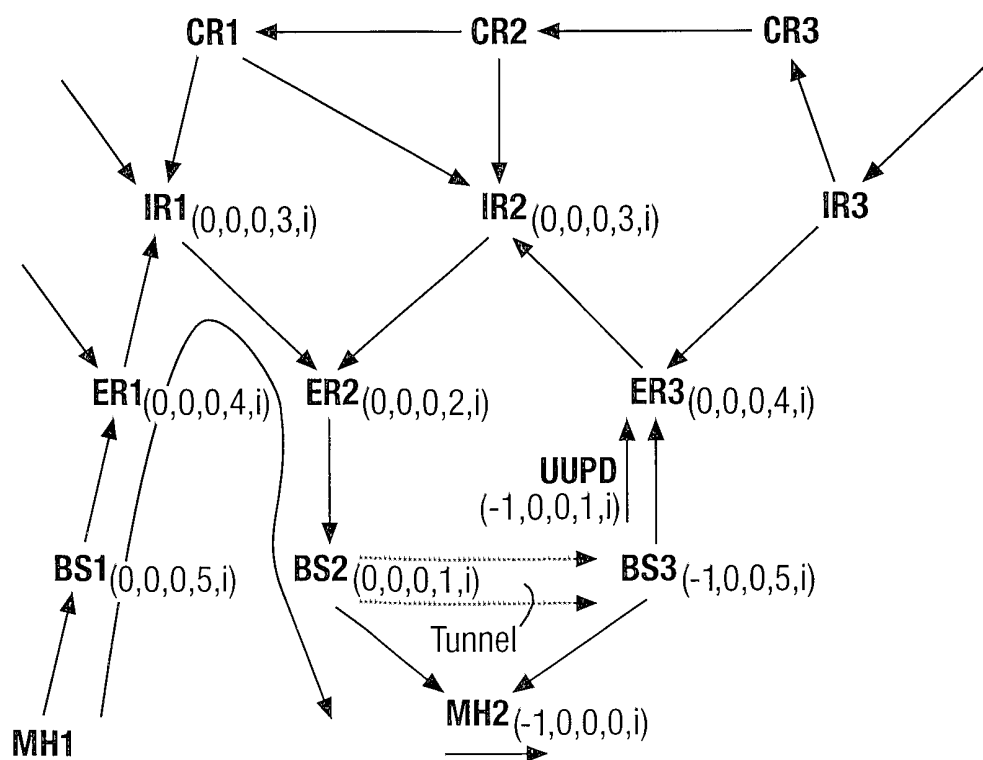 CR1 CR2 CR3
IR1(0,0,0,3,i) IR2(0,0,0,3,i) IR3
ER1(0,0,0,4,i) ER2(0,0,0,2,i) ER3(0,0,0,4,i)
UUPD
(-1,0,0,1,i)
BS1(0,0,0,5,i) BS2(0,0,0,1,i) BS3(-1,0,0,5,i)
Tunnel
MH2(-1,0,0,0,i)
MH1